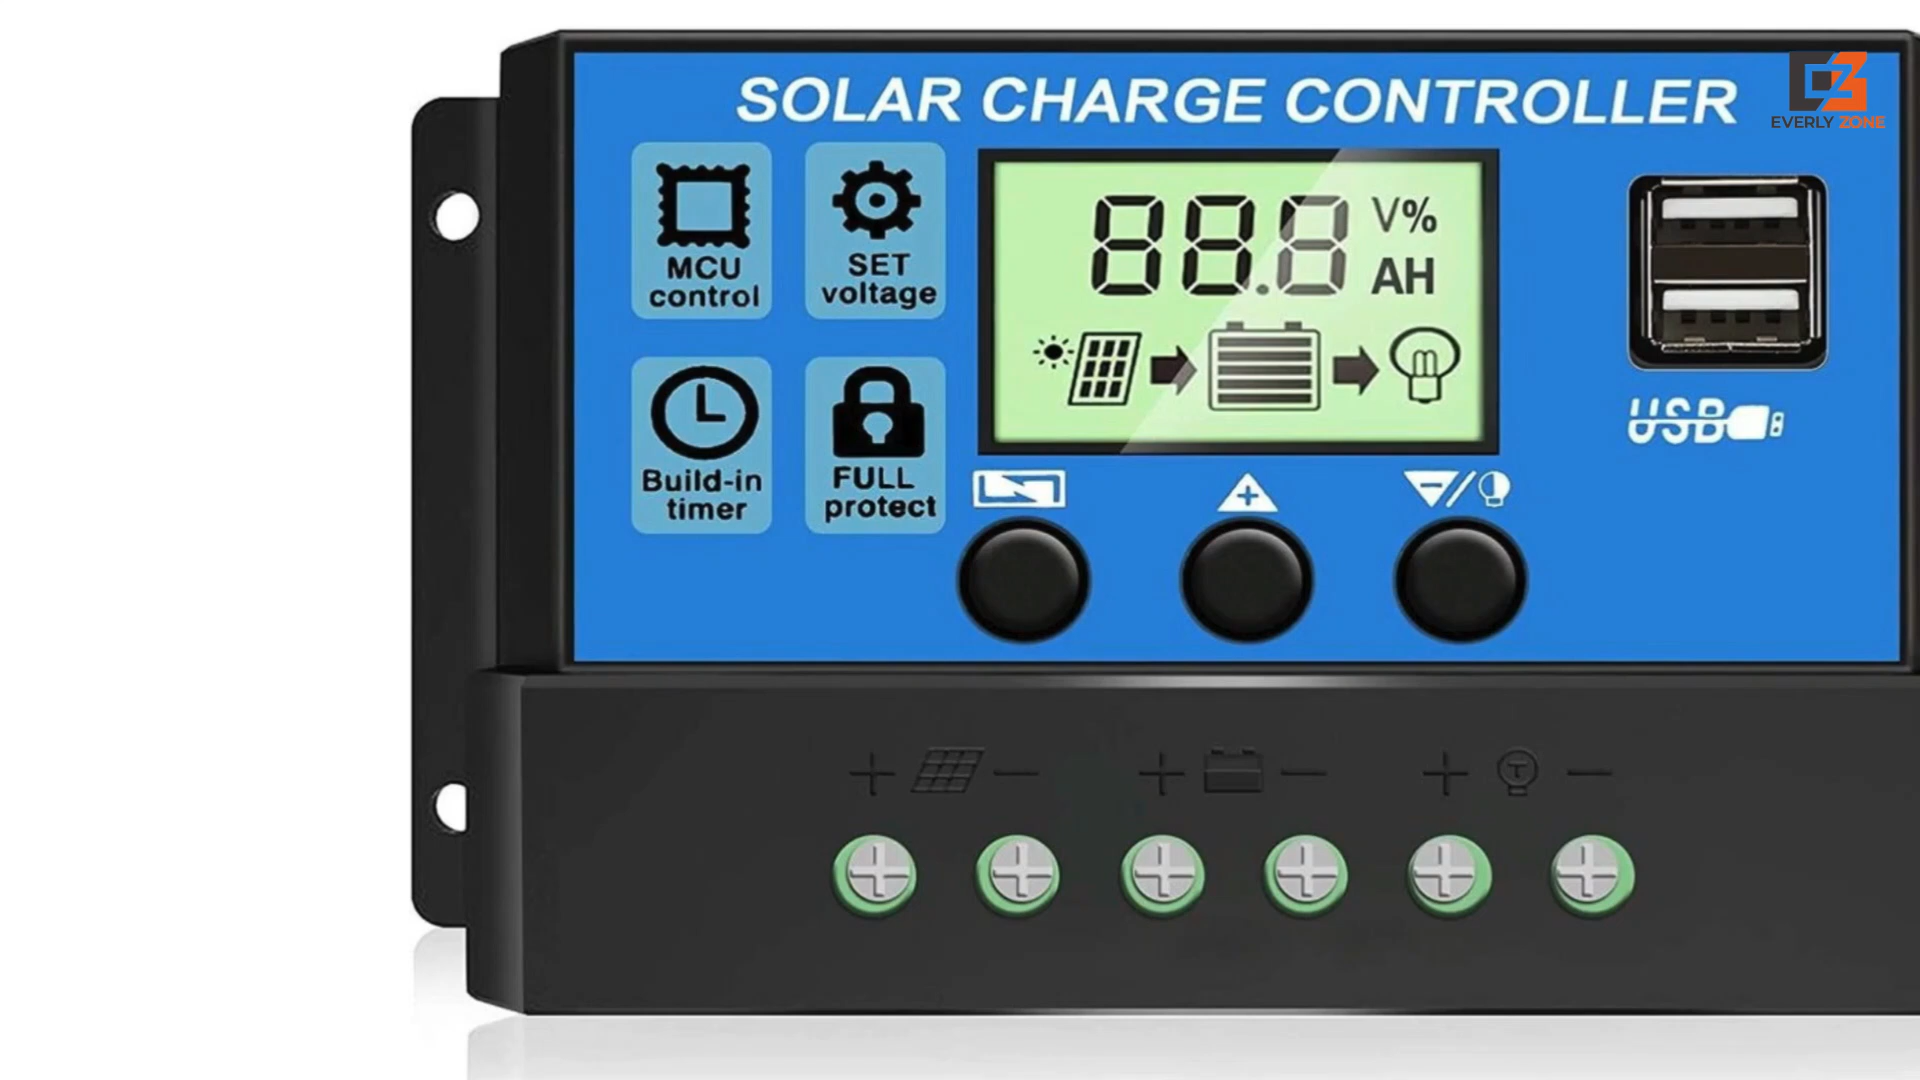 SOLAR CHARGE CONTROLLER
EVERLY ZONE
MCU
control
SET
voltage
88.8 V%
AH
Build-in
timer
FULL
protect
USB